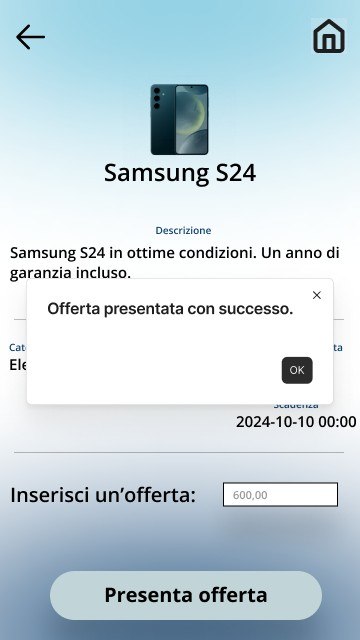 Samsung S24
Descrizione
Samsung S24 in ottime condizioni. Un anno di
garanzia incluso.
Offerta presentata con successo.
OK
Scadenza
2024-10-10 00:00
Inserisci un’offerta:
600,00
Presenta offerta